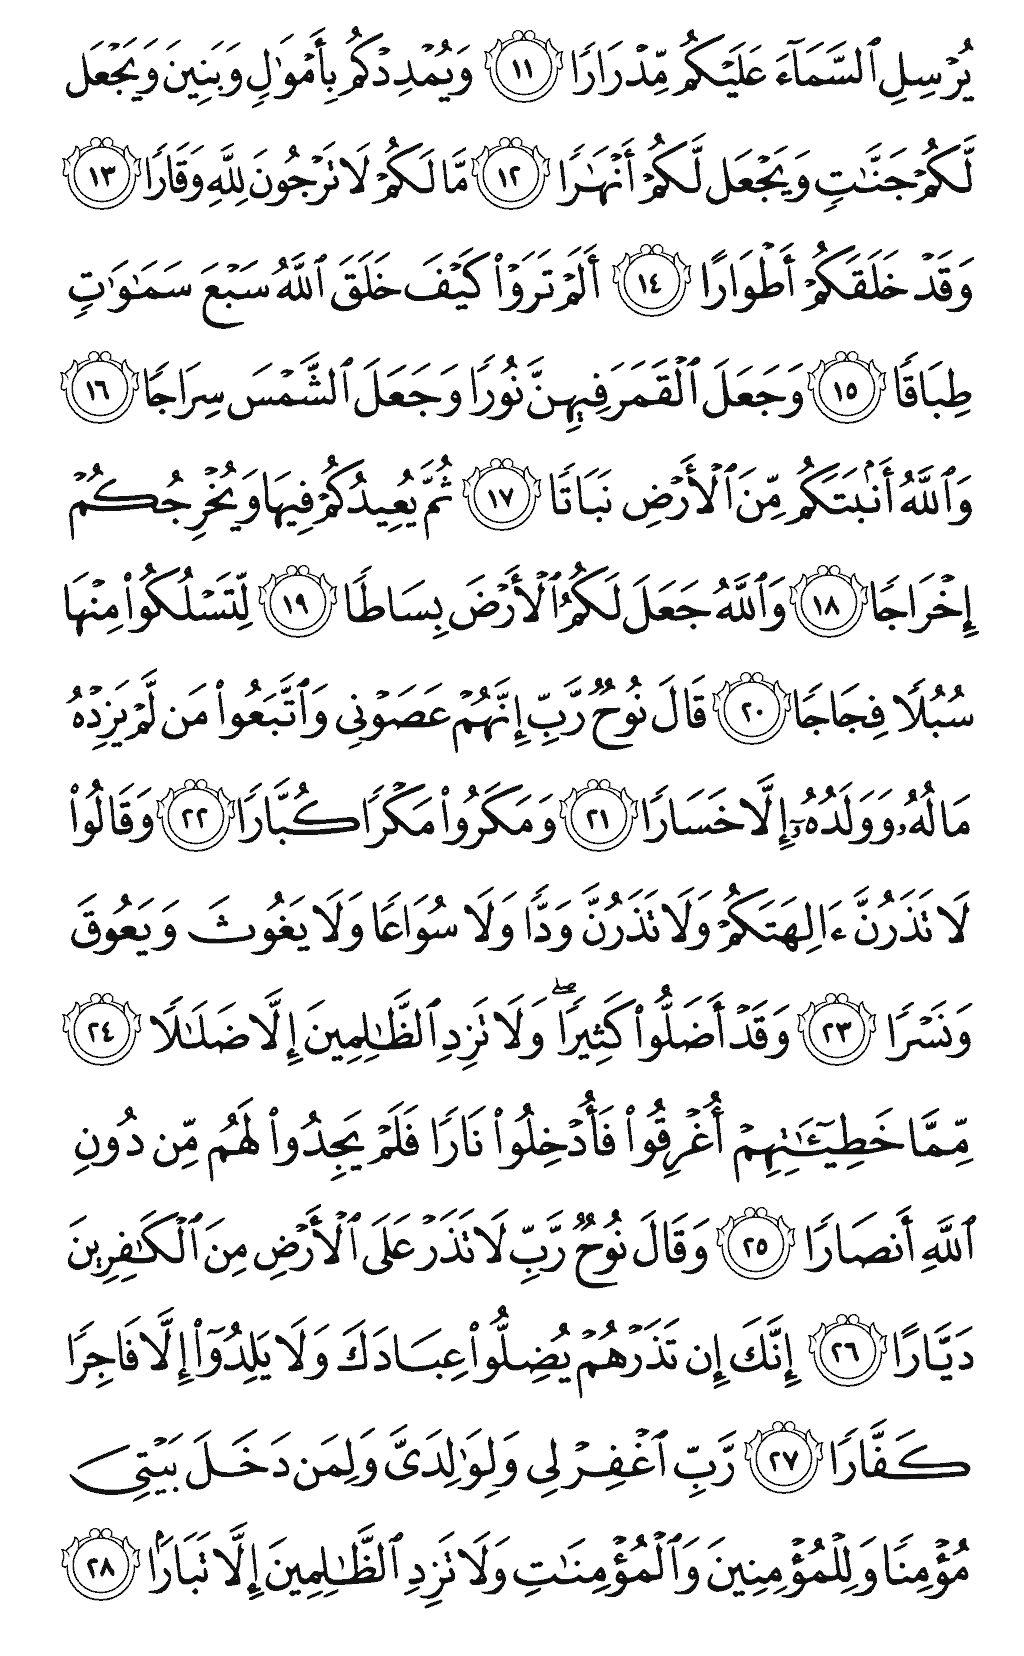 يُرۡسِلِ ٱلسَّمَآءَ عَلَيۡكُم مِّدۡرَارٗا ١١ وَيُمۡدِدۡكُم بِأَمۡوَٰلٖ وَبَنِينَ وَيَجۡعَل
لَّكُمۡ جَنَّٰتٖ وَيَجۡعَل لَّكُمۡ أَنۡهَٰرٗا ١٢ مَّا لَكُمۡ لَا تَرۡجُونَ لِلَّهِ وَقَارٗا ١٣
وَقَدۡ خَلَقَكُمۡ أَطۡوَارًا ١٤ أَلَمۡ تَرَوۡاْ كَيۡفَ خَلَقَ ٱللَّهُ سَبۡعَ سَمَٰوَٰتٖ
طِبَاقٗا ١٥ وَجَعَلَ ٱلۡقَمَرَ فِيهِنَّ نُورٗا وَجَعَلَ ٱلشَّمۡسَ سِرَاجٗا ١٦
وَٱللَّهُ أَنۢبَتَكُم مِّنَ ٱلۡأَرۡضِ نَبَاتٗا ١٧ ثُمَّ يُعِيدُكُمۡ فِيهَا وَيُخۡرِجُكُمۡ
إِخۡرَاجٗا ١٨ وَٱللَّهُ جَعَلَ لَكُمُ ٱلۡأَرۡضَ بِسَاطٗا ١٩ لِّتَسۡلُكُواْ مِنۡهَا
سُبُلٗا فِجَاجٗا ٢٠ قَالَ نُوحٞ رَّبِّ إِنَّهُمۡ عَصَوۡنِي وَٱتَّبَعُواْ مَن لَّمۡ يَزِدۡهُ
مَالُهُۥ وَوَلَدُهُۥٓ إِلَّا خَسَارٗا ٢١ وَمَكَرُواْ مَكۡرٗا كُبَّارٗا ٢٢ وَقَالُواْ
لَا تَذَرُنَّ ءَالِهَتَكُمۡ وَلَا تَذَرُنَّ وَدّٗا وَلَا سُوَاعٗا وَلَا يَغُوثَ وَيَعُوقَ
وَنَسۡرٗا ٢٣ وَقَدۡ أَضَلُّواْ كَثِيرٗاۖ وَلَا تَزِدِ ٱلظَّٰلِمِينَ إِلَّا ضَلَٰلٗا ٢٤
مِّمَّا خَطِيٓـَٰٔتِهِمۡ أُغۡرِقُواْ فَأُدۡخِلُواْ نَارٗا فَلَمۡ يَجِدُواْ لَهُم مِّن دُونِ
ٱللَّهِ أَنصَارٗا ٢٥ وَقَالَ نُوحٞ رَّبِّ لَا تَذَرۡ عَلَى ٱلۡأَرۡضِ مِنَ ٱلۡكَٰفِرِينَ
دَيَّارًا ٢٦ إِنَّكَ إِن تَذَرۡهُمۡ يُضِلُّواْ عِبَادَكَ وَلَا يَلِدُوٓاْ إِلَّا فَاجِرٗا
كَفَّارٗا ٢٧ رَّبِّ ٱغۡفِرۡ لِي وَلِوَٰلِدَيَّ وَلِمَن دَخَلَ بَيۡتِيَ
مُؤۡمِنٗا وَلِلۡمُؤۡمِنِينَ وَٱلۡمُؤۡمِنَٰتِۖ وَلَا تَزِدِ ٱلظَّٰلِمِينَ إِلَّا تَبَارَۢا ٢٨